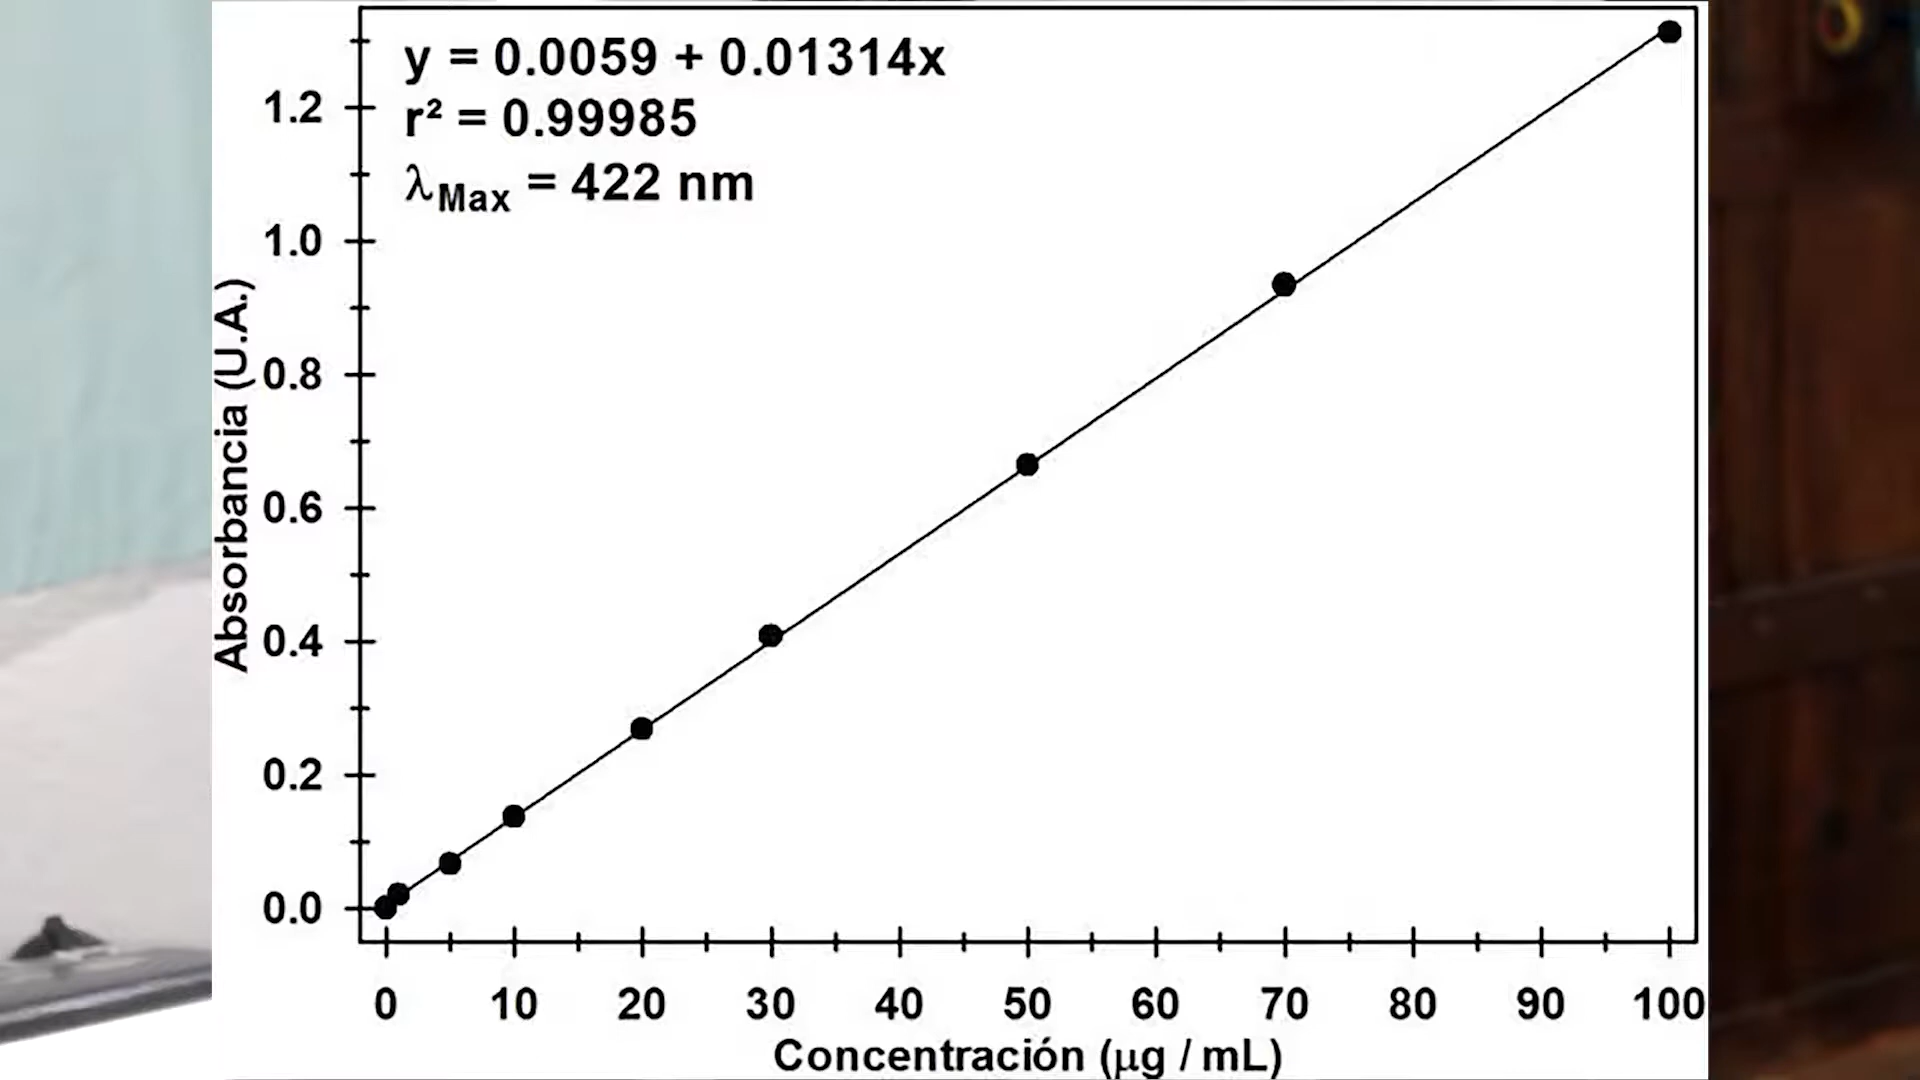 y = 0.0059 + 0.01314x
r² = 0.99985
λMax = 422 nm
Absorbancia (U.A.)
1.2
1.0
0.8
0.6
0.4
0.2
0.0
0 10 20 30 40 50 60 70 80 90 100
Concentración (µg / mL)